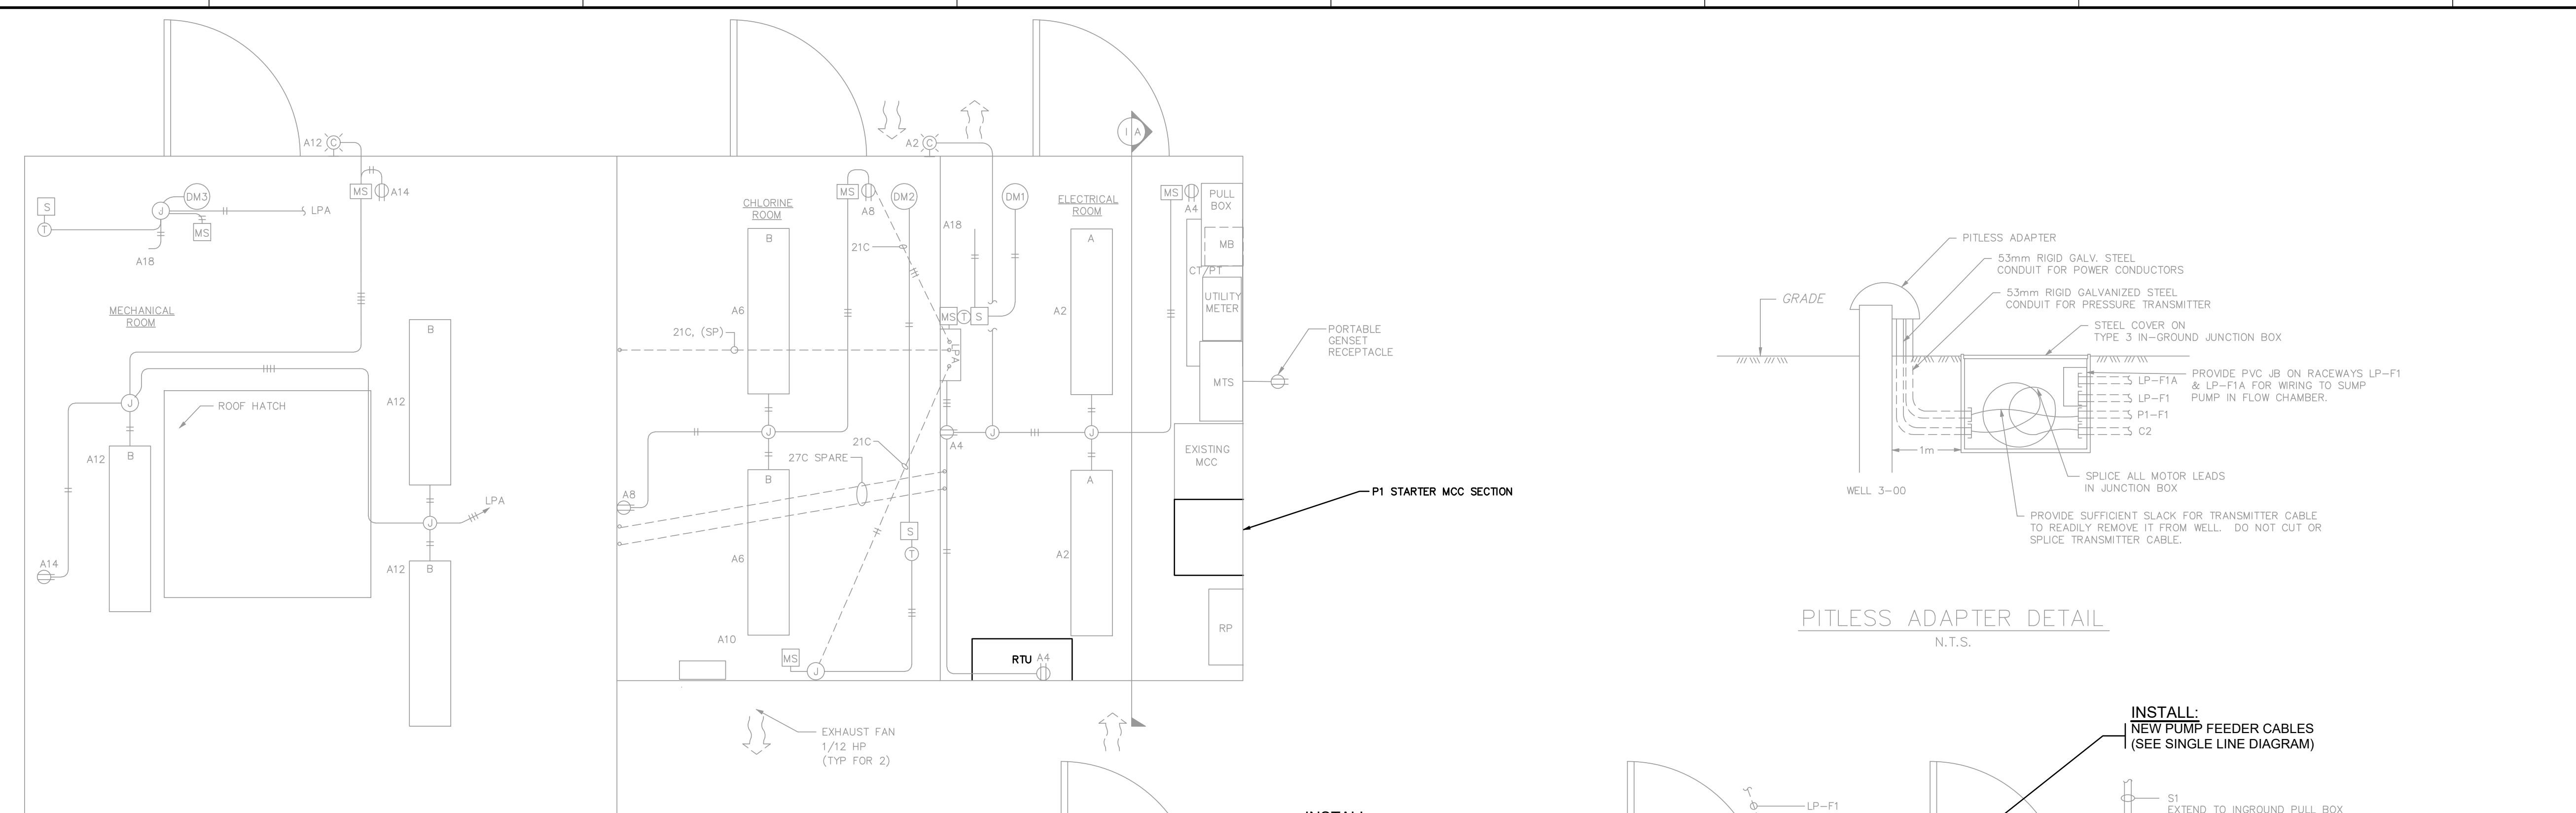 A12
C
A2
C
I A
S
T
J
DM3
MS
LPA
A18
MS
A14
MECHANICAL
ROOM
J
ROOF HATCH
A12
B
B
A12
LPA
J
A12
B
A14
CHLORINE
ROOM
B
A6
MS
A8
DM2
21C
21C, (SP)
J
21C
27C SPARE
A8
B
A6
A10
MS
J
S
T
A18
DM1
MS
T
S
LPA
ELECTRICAL
ROOM
A
A2
MS
A4
PULL
BOX
MB
CT/PT
UTILITY
METER
MTS
PORTABLE
GENSET
RECEPTACLE
A4
J
J
A
A2
EXISTING
MCC
P1 STARTER MCC SECTION
RP
RTU
A4
EXHAUST FAN
1/12 HP
(TYP FOR 2)
PITLESS ADAPTER
53mm RIGID GALV. STEEL
CONDUIT FOR POWER CONDUCTORS
53mm RIGID GALVANIZED STEEL
CONDUIT FOR PRESSURE TRANSMITTER
GRADE
STEEL COVER ON
TYPE 3 IN-GROUND JUNCTION BOX
PROVIDE PVC JB ON RACEWAYS LP-F1
& LP-F1A FOR WIRING TO SUMP
PUMP IN FLOW CHAMBER.
LP-F1A
LP-F1
P1-F1
C2
1m
WELL 3-00
SPLICE ALL MOTOR LEADS
IN JUNCTION BOX
PROVIDE SUFFICIENT SLACK FOR TRANSMITTER CABLE
TO READILY REMOVE IT FROM WELL. DO NOT CUT OR
SPLICE TRANSMITTER CABLE.
PITLESS ADAPTER DETAIL
N.T.S.
INSTALL:
NEW PUMP FEEDER CABLES
(SEE SINGLE LINE DIAGRAM)
LP-F1
S1
EXTEND TO INGROUND PULL BOX